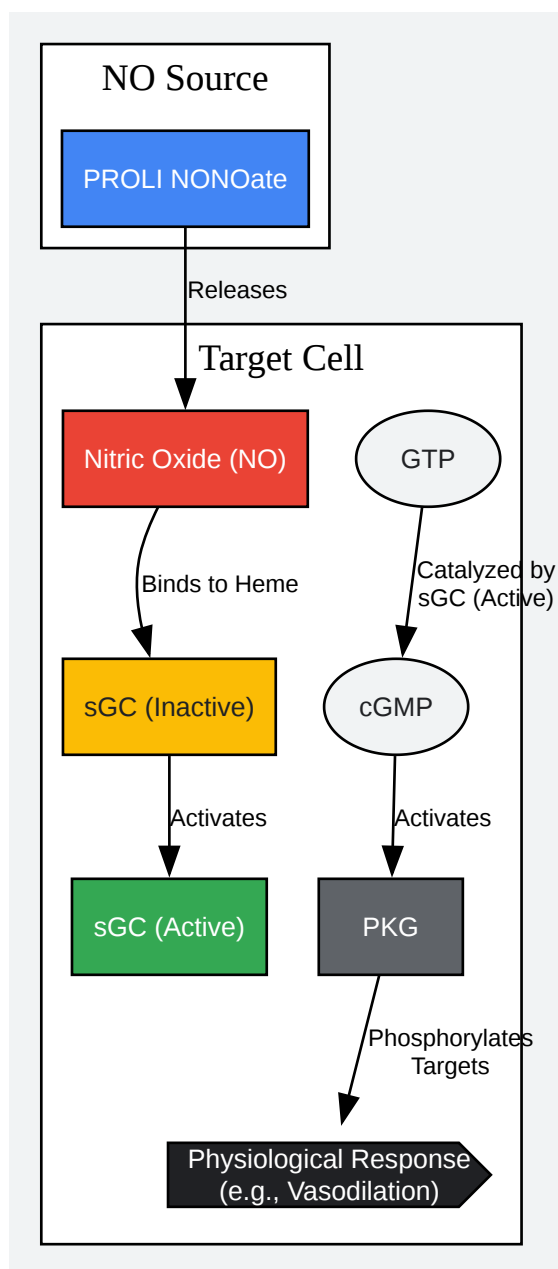 NO Source
PROLI NONOate
Releases
Target Cell
Nitric Oxide (NO)
GTP
Binds to Heme
Catalyzed by
sGC (Active)
sGC (Inactive)
cGMP
Activates
Activates
sGC (Active)
PKG
Phosphorylates
Targets
Physiological Response
(e.g., Vasodilation)